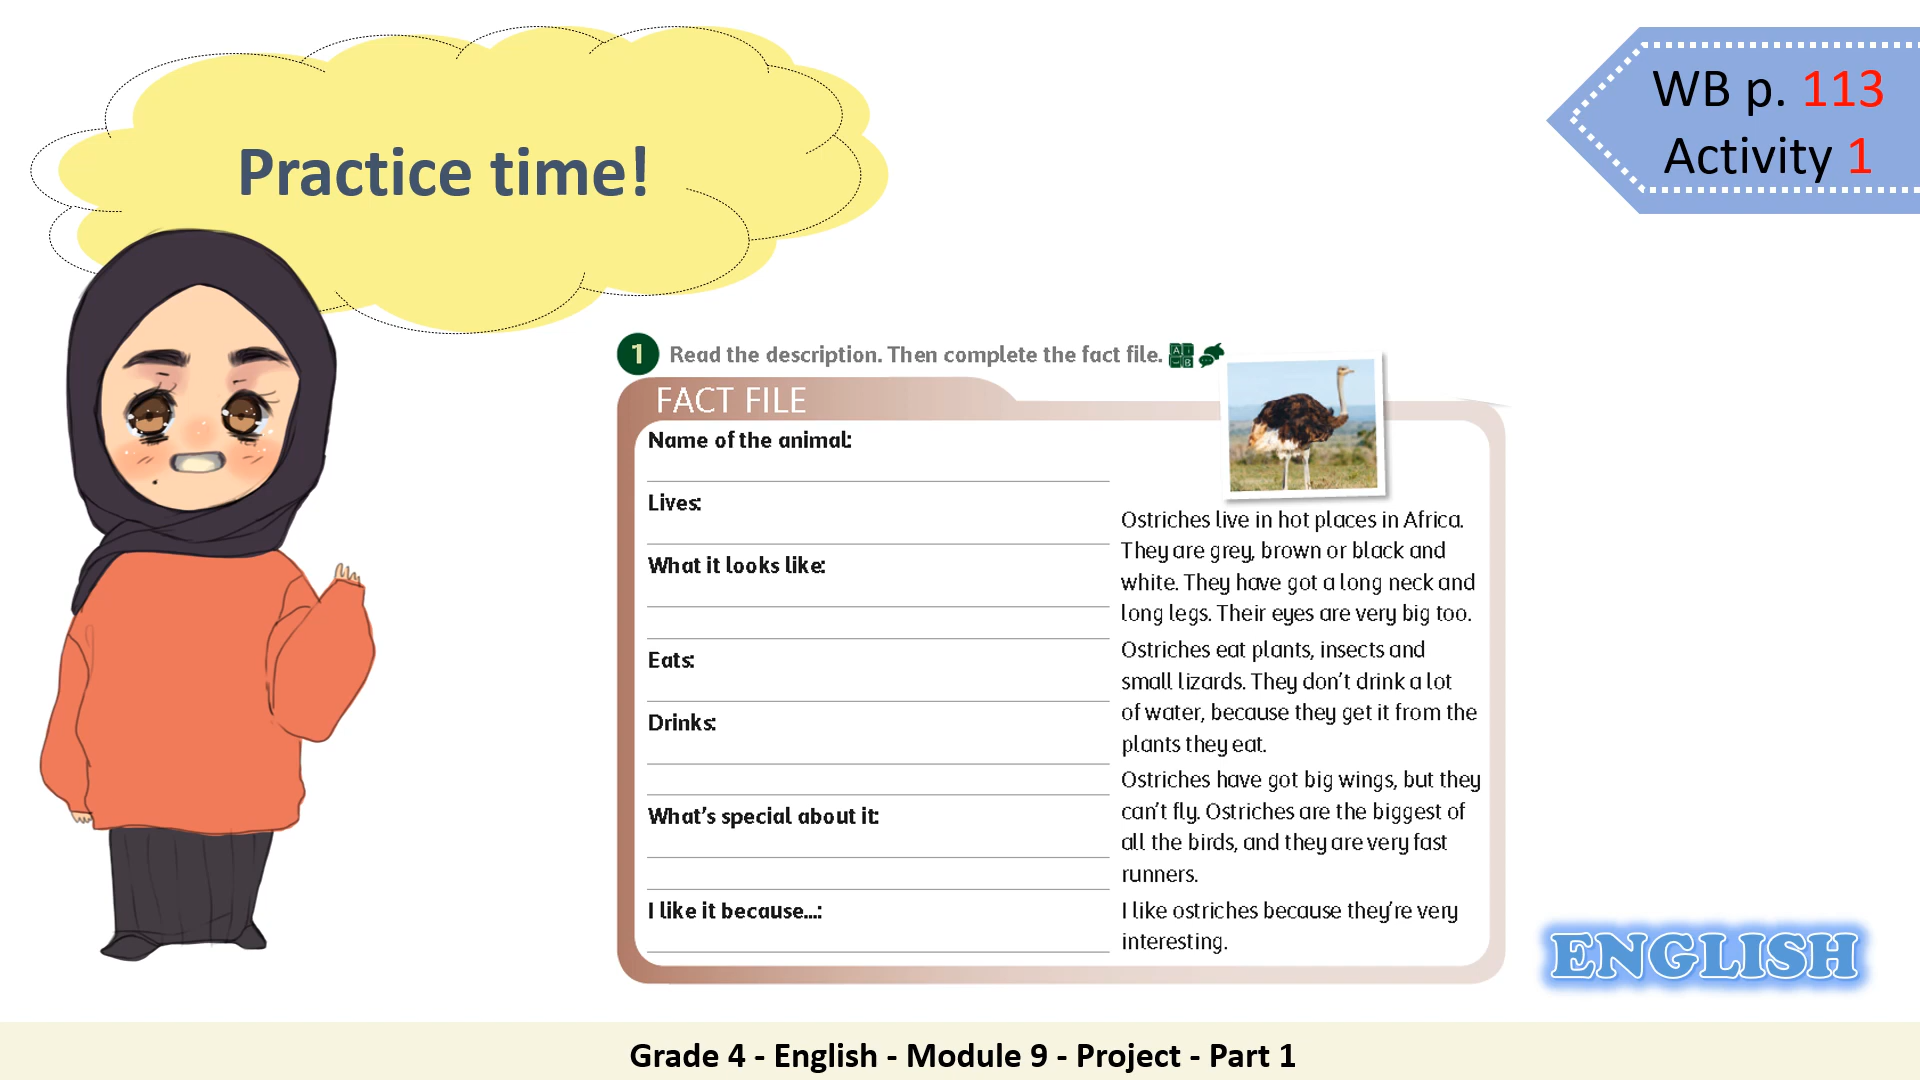 Practice time!
WB p. 113
Activity 1
1 Read the description. Then complete the fact file.
FACT FILE
Name of the animal:
Lives:
What it looks like:
Eats:
Drinks:
What's special about it:
I like it because...:
Ostriches live in hot places in Africa.
They are grey, brown or black and
white. They have got a long neck and
long legs. Their eyes are very big too.
Ostriches eat plants, insects and
small lizards. They don't drink a lot
of water, because they get it from the
plants they eat.
Ostriches have got big wings, but they
can't fly. Ostriches are the biggest of
all the birds, and they are very fast
runners.
I like ostriches because they're very
interesting.
ENGLISH
Grade 4 - English - Module 9 - Project - Part 1